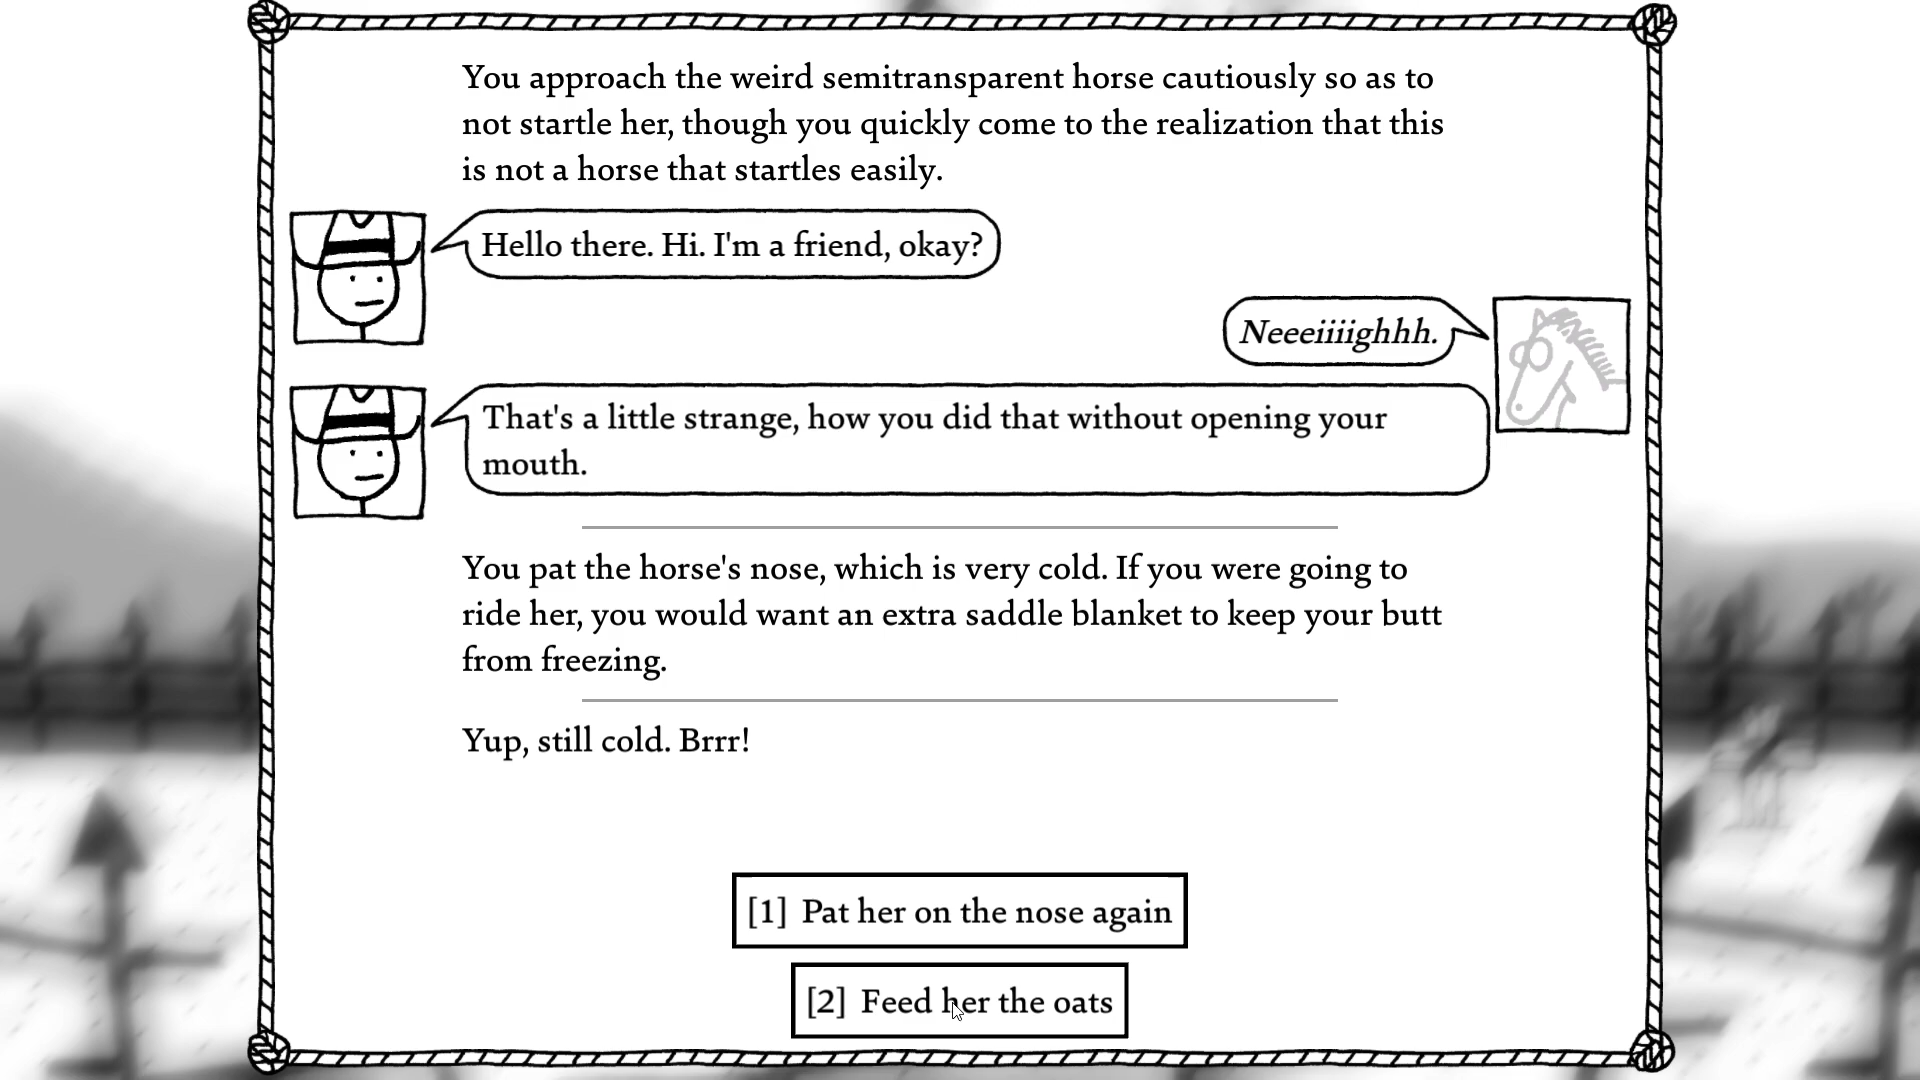 You approach the weird semitransparent horse cautiously so as to
not startle her, though you quickly come to the realization that this
is not a horse that startles easily.
Hello there. Hi. I'm a friend, okay?
Neeeiiiighhh.
That's a little strange, how you did that without opening your
mouth.
You pat the horse's nose, which is very cold. If you were going to
ride her, you would want an extra saddle blanket to keep your butt
from freezing.
Yup, still cold. Brrr!
[1] Pat her on the nose again
[2] Feed her the oats